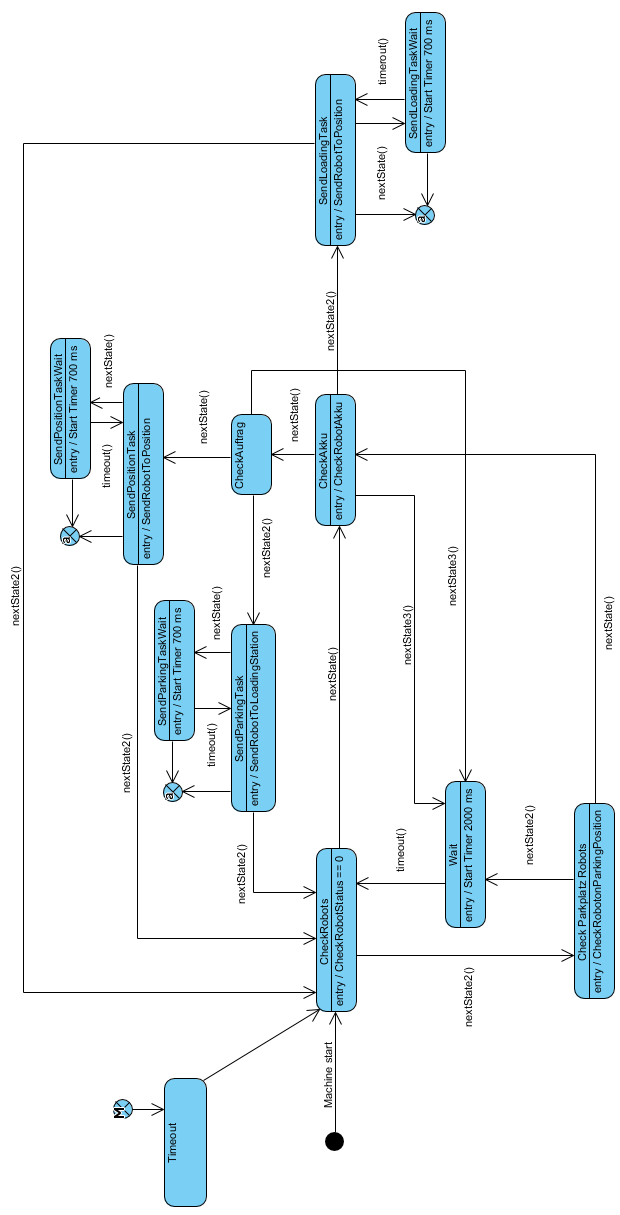 nextState2()
SendPositionTaskWait
entry / Start Timer 700 ms
a
timeout()
nextState()
M
nextState2()
SendPositionTask
entry / SendRobotToPosition
SendParkingTaskWait
entry / Start Timer 700 ms
a
Timeout
nextState()
timeout()
nextState()
nextState2()
SendParkingTask
entry / SendRobotToLoadingStation
CheckAuftrag
nextState2()
nextState()
Machine start
CheckRobots
entry / CheckRobotStatus == 0
nextState()
CheckAkku
entry / CheckRobotAkku
nextState2()
SendLoadingTask
entry / SendRobotToPosition
nextState()
timerout()
a
SendLoadingTaskWait
entry / Start Timer 700 ms
timeout()
nextState3()
nextState3()
Wait
entry / Start Timer 2000 ms
nextState2()
nextState2()
Check Parkplatz Robots
entry / CheckRobotonParkingPosition
nextState()